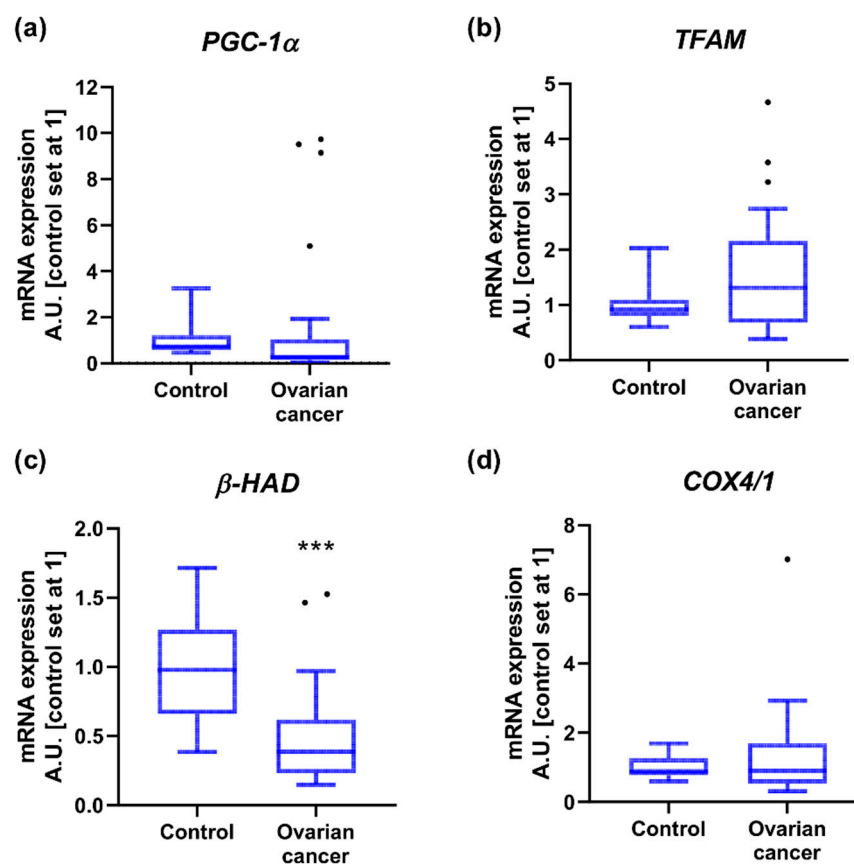 (a)
PGC-1α
mRNA expression
A.U. [control set at 1]
12
10
8
6
4
2
0
Control
Ovarian
cancer
(b)
TFAM
mRNA expression
A.U. [control set at 1]
5
4
3
2
1
0
Control
Ovarian
cancer
(c)
β-HAD
mRNA expression
A.U. [control set at 1]
2.0
1.5
1.0
0.5
0.0
***
Control
Ovarian
cancer
(d)
COX4/1
mRNA expression
A.U. [control set at 1]
8
6
4
2
0
Control
Ovarian
cancer